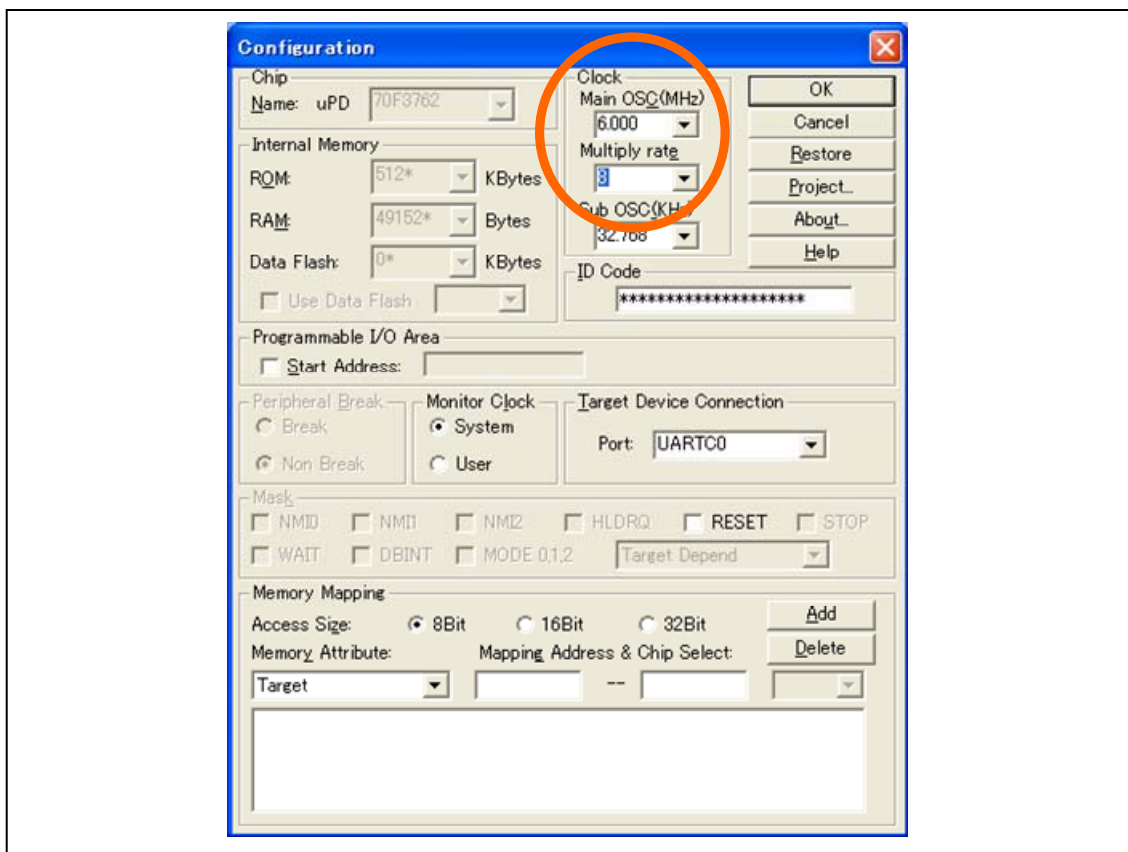 Configuration
Chip
Name: uPD 70F3762
Internal Memory
ROM: 512* KBytes
RAM: 49152* Bytes
Data Flash: 0* KBytes
Use Data Flash
Clock
Main OSC(MHz)
6.000
Multiply rate
8
Sub OSC(KHz)
32.768
OK
Cancel
Restore
Project...
About...
Help
ID Code
*********************
Programmable I/O Area
Start Address:
Peripheral Break
Break
Non Break
Monitor Clock
System
User
Target Device Connection
Port: UARTC0
Mask
NMI0 NMI1 NMI2 HLDRQ RESET STOP
WAIT DBINT MODE 0,1,2 Target Depend
Memory Mapping
Access Size: 8Bit 16Bit 32Bit
Add
Memory Attribute: Mapping Address & Chip Select:
Delete
Target --